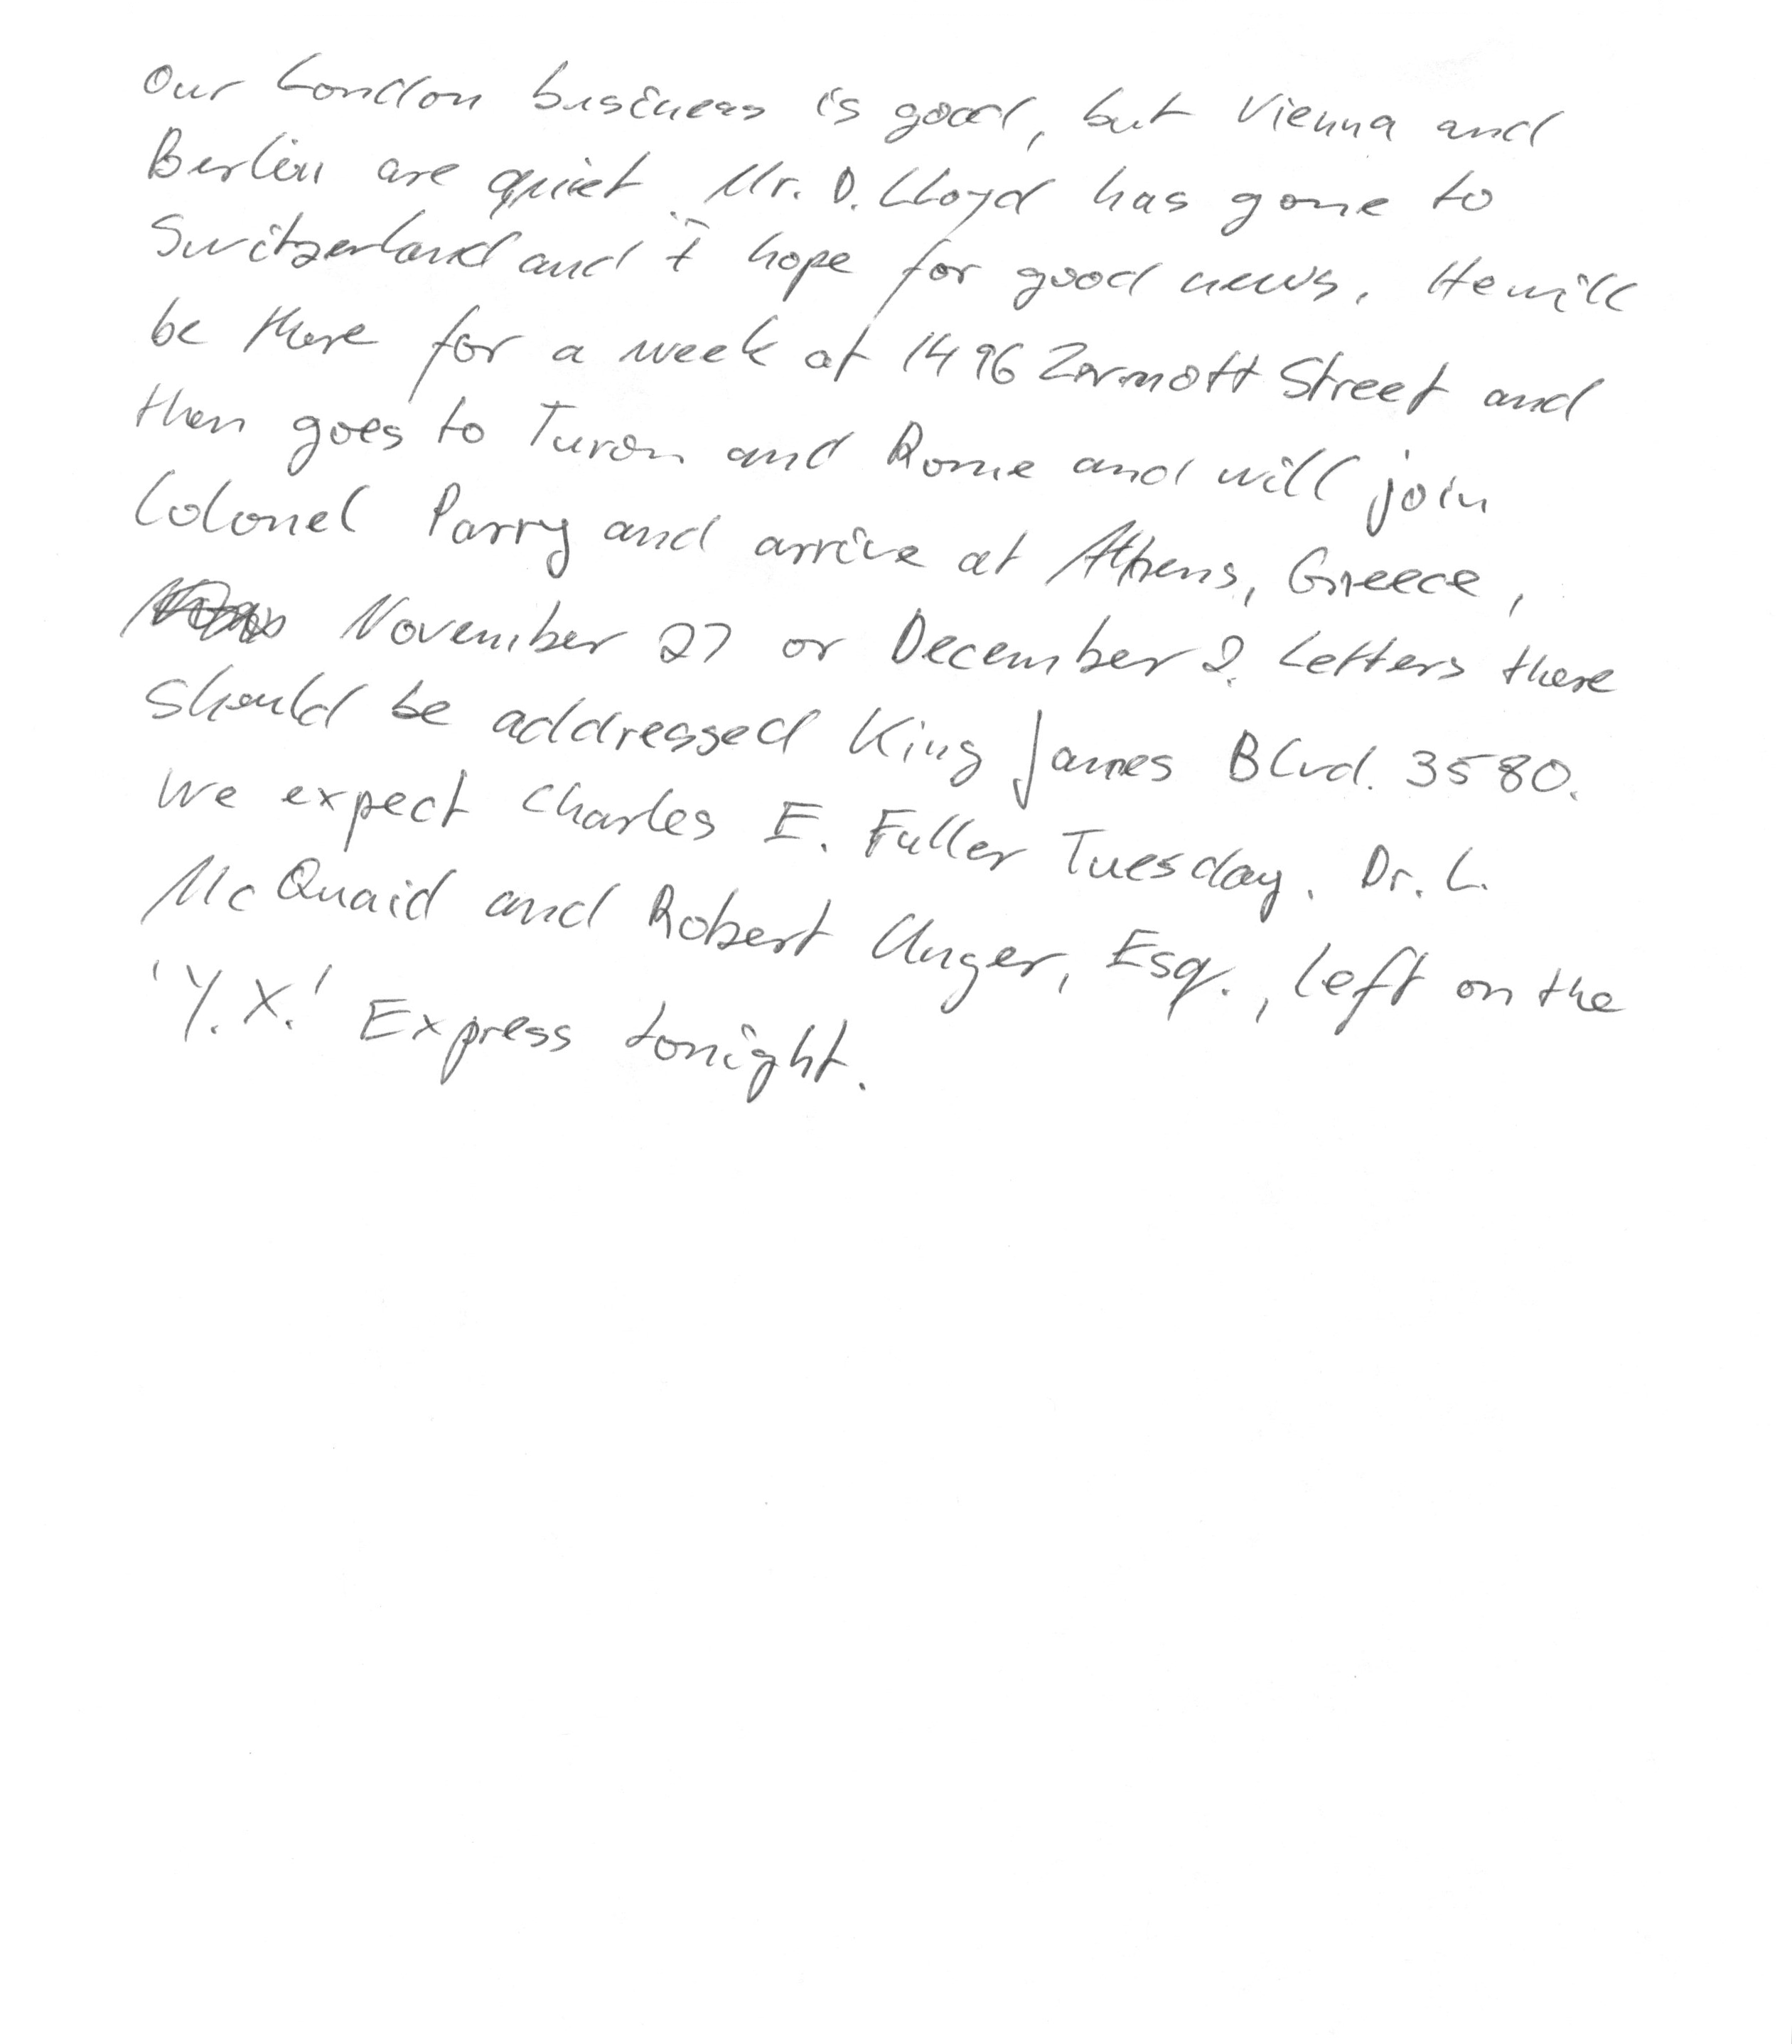 Our London business is good, but Vienna and
Berlin are quiet. Mr. D. Lloyd has gone to
Switzerland and I hope for good news. He will
be there for a week at 1496 Zermott Street and
then goes to Turon and Rome and will join
Colonel Parry and arrive at Athens, Greece,
November 27 or December 2. Letters there
should be addressed King James Blvd. 3580.
We expect Charles E. Fuller Tuesday. Dr. L.
McQuaid and Robert Unger, Esq., left on the
'Y.X.' Express tonight.